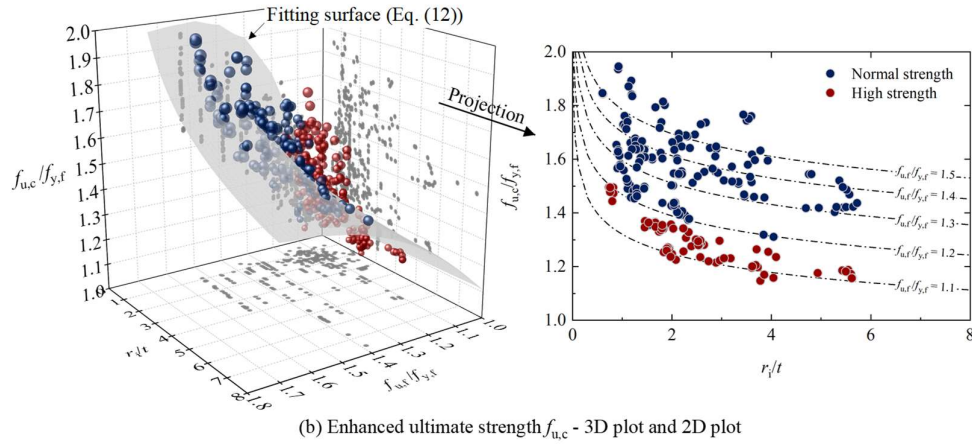 Fitting surface (Eq. (12))
2.0
1.9
1.8
1.7
1.6
1.5
1.4
1.3
1.2
1.1
1.0
fu,c/fy,f
1
2
3
4
5
6
7
8
ri/t
1.8
1.7
1.6
1.5
1.4
1.3
1.2
1.1
1.0
fu,f/fy,f
Projection
2.0
1.8
1.6
1.4
1.2
1.0
fu,c/fy,f
Normal strength
High strength
fu,f/fy,f = 1.5
fu,f/fy,f = 1.4
fu,f/fy,f = 1.3
fu,f/fy,f = 1.2
fu,f/fy,f = 1.1
0 2 4 6 8
ri/t
(b) Enhanced ultimate strength fu,c - 3D plot and 2D plot